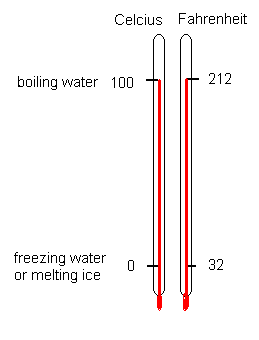 Celcius Fahrenheit
boiling water 100 212
freezing water
or melting ice 0 32